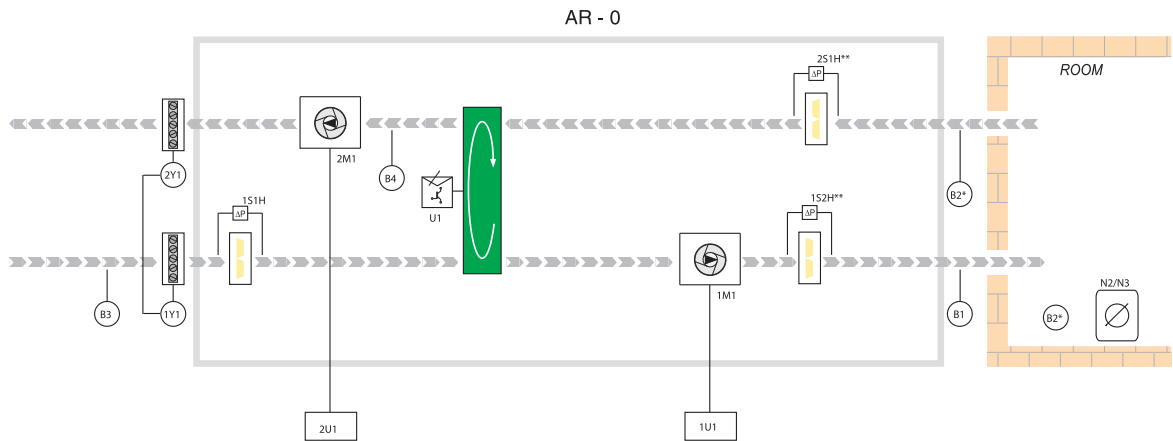 AR - 0
2S1H**
ΔP
ROOM
2M1
2Y1
B4
B2*
1S1H
ΔP
U1
1S2H**
ΔP
B3
1Y1
1M1
B1
N2/N3
B2*
2U1
1U1